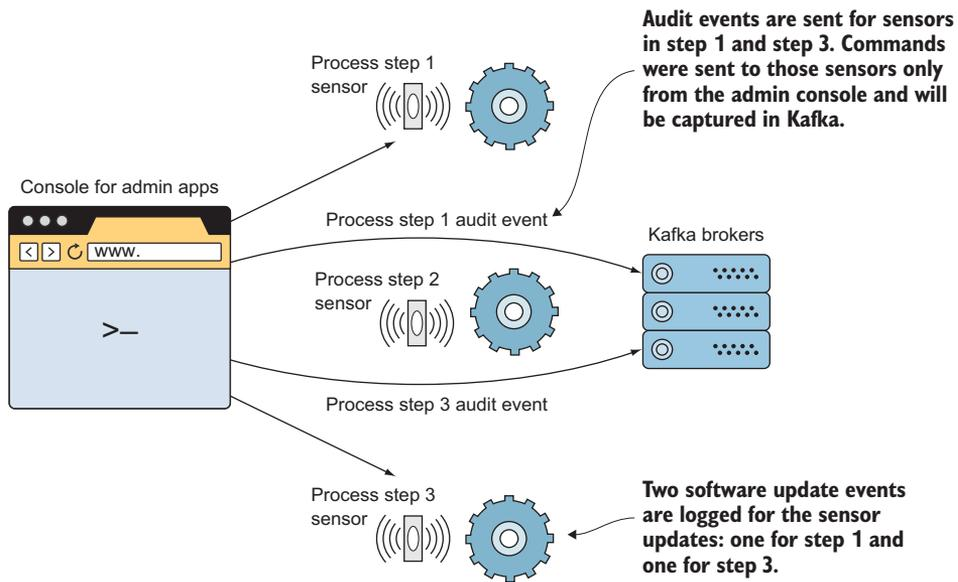 Audit events are sent for sensors
in step 1 and step 3. Commands
were sent to those sensors only
from the admin console and will
be captured in Kafka.
Process step 1
sensor
Console for admin apps
www.
>–
Process step 1 audit event
Kafka brokers
Process step 2
sensor
Process step 3 audit event
Process step 3
sensor
Two software update events
are logged for the sensor
updates: one for step 1 and
one for step 3.